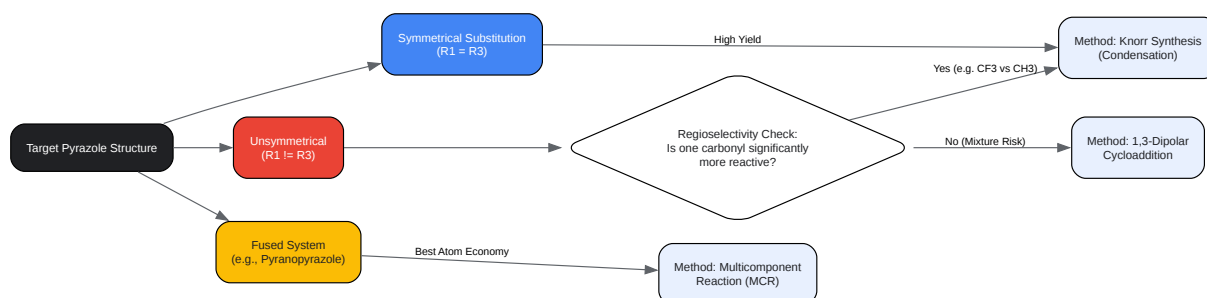 Symmetrical Substitution
(R1 = R3)
High Yield
Method: Knorr Synthesis
(Condensation)
Yes (e.g. CF3 vs CH3)
Target Pyrazole Structure
Unsymmetrical
(R1 != R3)
Regioselectivity Check:
Is one carbonyl significantly
more reactive?
No (Mixture Risk)
Method: 1,3-Dipolar
Cycloaddition
Fused System
(e.g., Pyranopyrazole)
Best Atom Economy
Method: Multicomponent
Reaction (MCR)